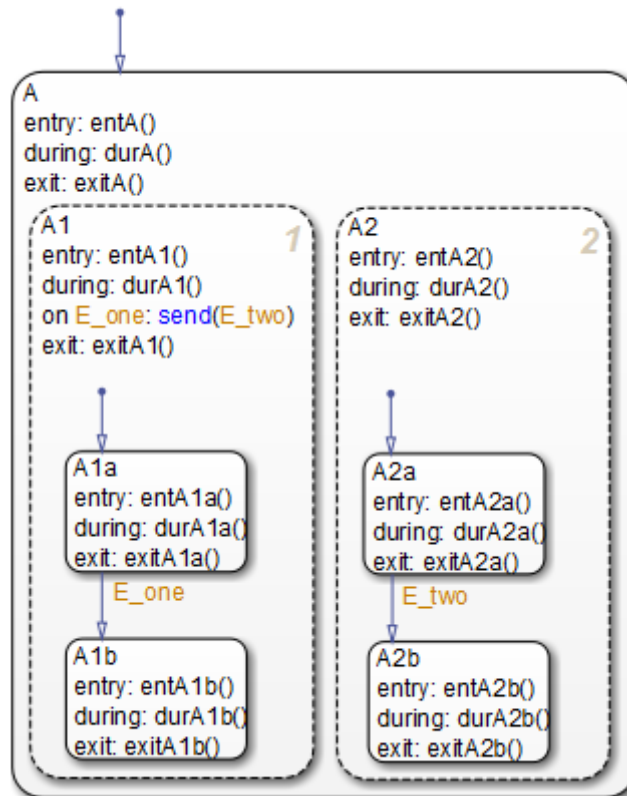 A
entry: entA()
during: durA()
exit: exitA()
A1
1
entry: entA1()
during: durA1()
on E_one: send(E_two)
exit: exitA1()
A1a
entry: entA1a()
during: durA1a()
exit: exitA1a()
E_one
A1b
entry: entA1b()
during: durA1b()
exit: exitA1b()
A2
2
entry: entA2()
during: durA2()
exit: exitA2()
A2a
entry: entA2a()
during: durA2a()
exit: exitA2a()
E_two
A2b
entry: entA2b()
during: durA2b()
exit: exitA2b()